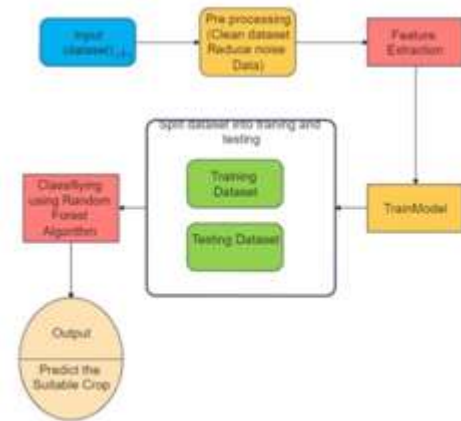 Input
(dataset)
Pre processing
(Clean dataset
Reduce noise
Data)
Feature
Extraction
Split dataset into training and
testing
Training
Dataset
Testing Dataset
TrainModel
Classifying
using Random
Forest
Algorithm
Output
Predict the
Suitable Crop